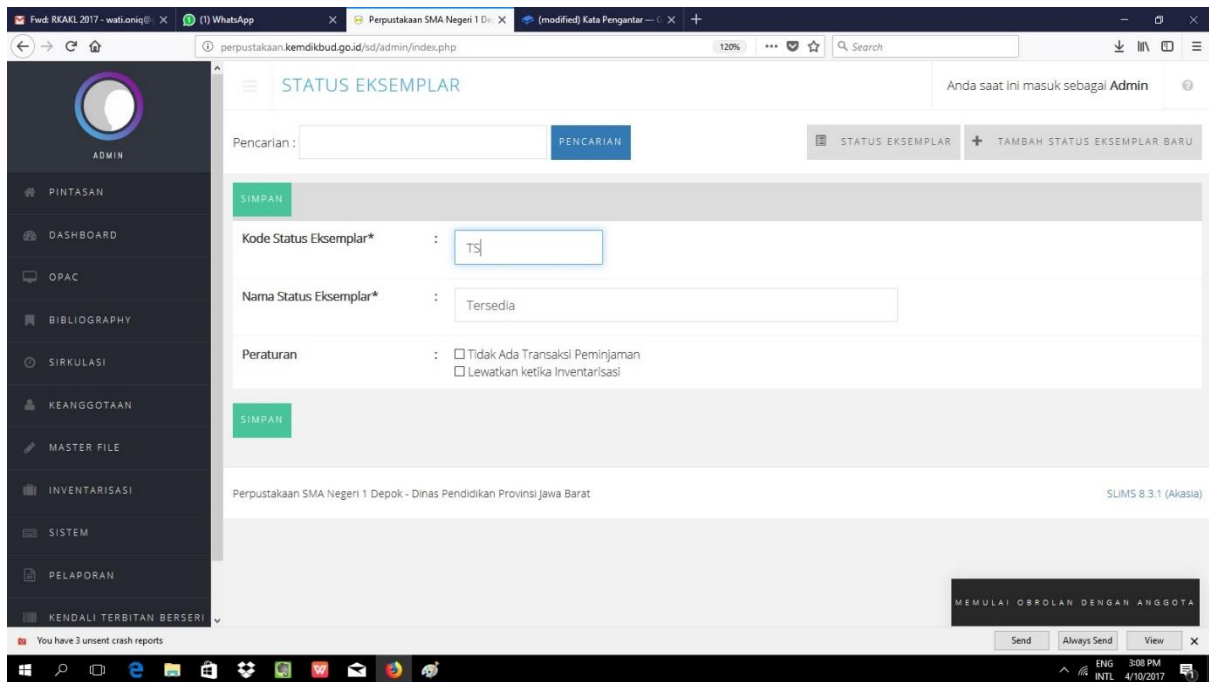 Fwd: RKAKL 2017 - wati.oniq@
(1) WhatsApp
Perpustakaan SMA Negeri 1 De
(modified) Kata Pengantar — G
perpustakaan.kemdikbud.go.id/sd/admin/index.php
120%
Search
STATUS EKSEMPLAR
Anda saat ini masuk sebagai Admin
ADMIN
Pencarian :
PENCARIAN
STATUS EKSEMPLAR
TAMBAH STATUS EKSEMPLAR BARU
PINTASAN
DASHBOARD
OPAC
BIBLIOGRAPHY
SIRKULASI
KEANGGOTAAN
MASTER FILE
INVENTARISASI
SISTEM
PELAPORAN
KENDALI TERBITAN BERSERI
SIMPAN
Kode Status Eksemplar* : TS
Nama Status Eksemplar* : Tersedia
Peraturan : Tidak Ada Transaksi Peminjaman
Lewatkan ketika Inventarisasi
SIMPAN
Perpustakaan SMA Negeri 1 Depok - Dinas Pendidikan Provinsi Jawa Barat
SLiMS 8.3.1 (Akasia)
MEMULAI OBROLAN DENGAN ANGGOTA
You have 3 unsent crash reports
Send
Always Send
View
ENG
INTL
3:08 PM
4/10/2017